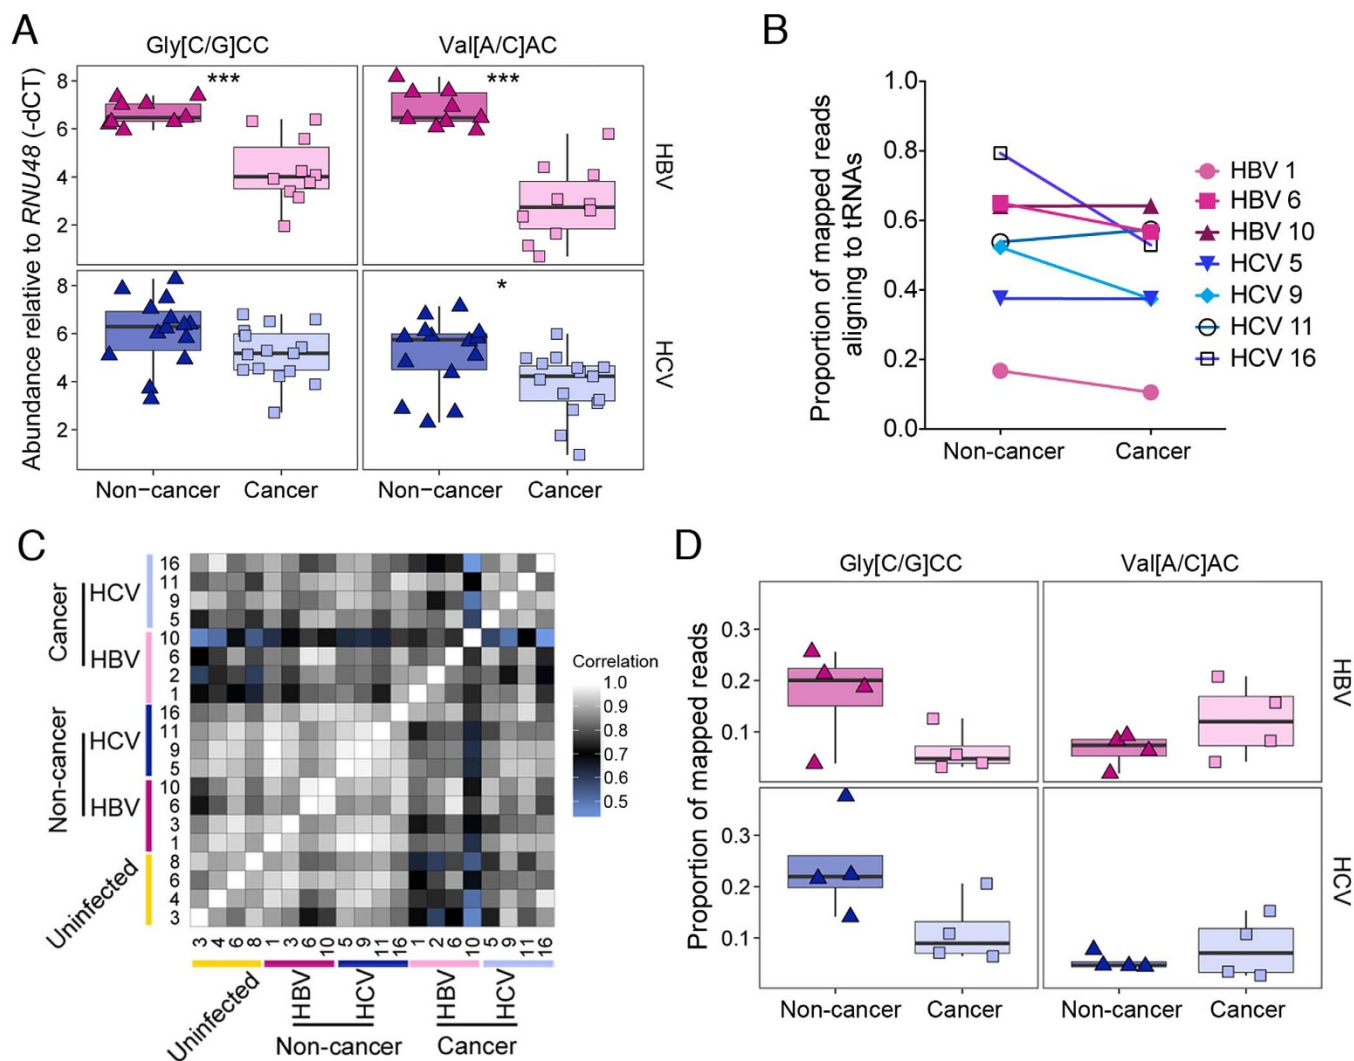 A
Gly[C/G]CC
Val[A/C]AC
Abundance relative to RNU48 (-dCT)
8
6
4
2
***
***
HBV
8
6
4
2
*
HCV
Non−cancer
Cancer
Non−cancer
Cancer
B
Proportion of mapped reads
aligning to tRNAs
1.0
0.8
0.6
0.4
0.2
0.0
Non-cancer
Cancer
HBV 1
HBV 6
HBV 10
HCV 5
HCV 9
HCV 11
HCV 16
C
Cancer
HCV
HBV
Non-cancer
HCV
HBV
Uninfected
16
11
9
5
10
6
2
1
16
11
9
5
10
6
3
1
8
6
4
3
3 4 6 8 1 3 6 10 5 9 11 16 1 2 6 10 5 9 11 16
Uninfected
HBV
HCV
Non-cancer
HBV
HCV
Cancer
Correlation
1.0
0.9
0.8
0.7
0.6
0.5
D
Gly[C/G]CC
Val[A/C]AC
Proportion of mapped reads
0.3
0.2
0.1
HBV
0.3
0.2
0.1
HCV
Non-cancer
Cancer
Non-cancer
Cancer